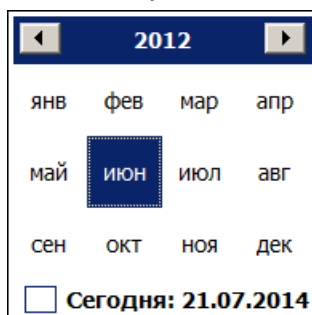 2012
янв фев мар апр
май июн июл авг
сен окт ноя дек
Сегодня: 21.07.2014